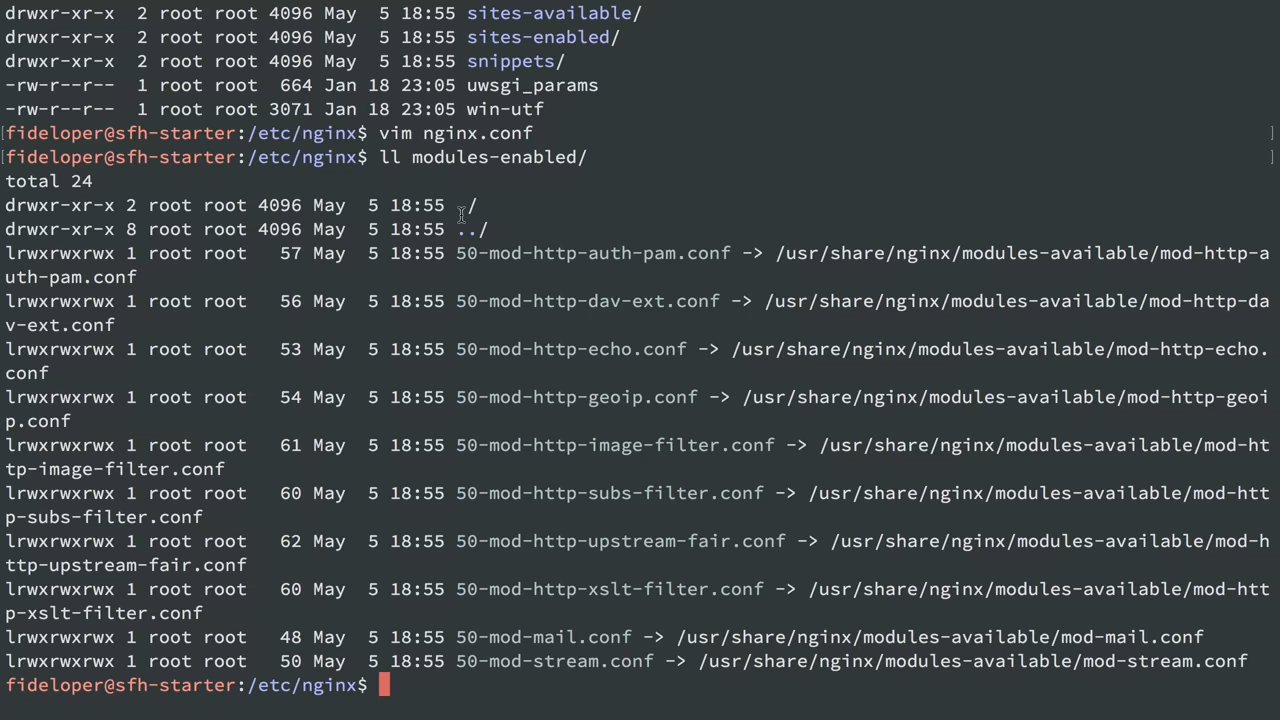 drwxr-xr-x  2 root root 4096 May  5 18:55 sites-available/
drwxr-xr-x  2 root root 4096 May  5 18:55 sites-enabled/
drwxr-xr-x  2 root root 4096 May  5 18:55 snippets/
-rw-r--r--  1 root root  664 Jan 18 23:05 uwsgi_params
-rw-r--r--  1 root root 3071 Jan 18 23:05 win-utf
[fideloper@sfh-starter:/etc/nginx$ vim nginx.conf ]
[fideloper@sfh-starter:/etc/nginx$ ll modules-enabled/ ]
total 24
drwxr-xr-x 2 root root 4096 May  5 18:55 ./
drwxr-xr-x 8 root root 4096 May  5 18:55 ../
lrwxrwxrwx 1 root root   57 May  5 18:55 50-mod-http-auth-pam.conf -> /usr/share/nginx/modules-available/mod-http-a
uth-pam.conf
lrwxrwxrwx 1 root root   56 May  5 18:55 50-mod-http-dav-ext.conf -> /usr/share/nginx/modules-available/mod-http-da
v-ext.conf
lrwxrwxrwx 1 root root   53 May  5 18:55 50-mod-http-echo.conf -> /usr/share/nginx/modules-available/mod-http-echo.
conf
lrwxrwxrwx 1 root root   54 May  5 18:55 50-mod-http-geoip.conf -> /usr/share/nginx/modules-available/mod-http-geoi
p.conf
lrwxrwxrwx 1 root root   61 May  5 18:55 50-mod-http-image-filter.conf -> /usr/share/nginx/modules-available/mod-ht
tp-image-filter.conf
lrwxrwxrwx 1 root root   60 May  5 18:55 50-mod-http-subs-filter.conf -> /usr/share/nginx/modules-available/mod-htt
p-subs-filter.conf
lrwxrwxrwx 1 root root   62 May  5 18:55 50-mod-http-upstream-fair.conf -> /usr/share/nginx/modules-available/mod-h
ttp-upstream-fair.conf
lrwxrwxrwx 1 root root   60 May  5 18:55 50-mod-http-xslt-filter.conf -> /usr/share/nginx/modules-available/mod-htt
p-xslt-filter.conf
lrwxrwxrwx 1 root root   48 May  5 18:55 50-mod-mail.conf -> /usr/share/nginx/modules-available/mod-mail.conf
lrwxrwxrwx 1 root root   50 May  5 18:55 50-mod-stream.conf -> /usr/share/nginx/modules-available/mod-stream.conf
fideloper@sfh-starter:/etc/nginx$